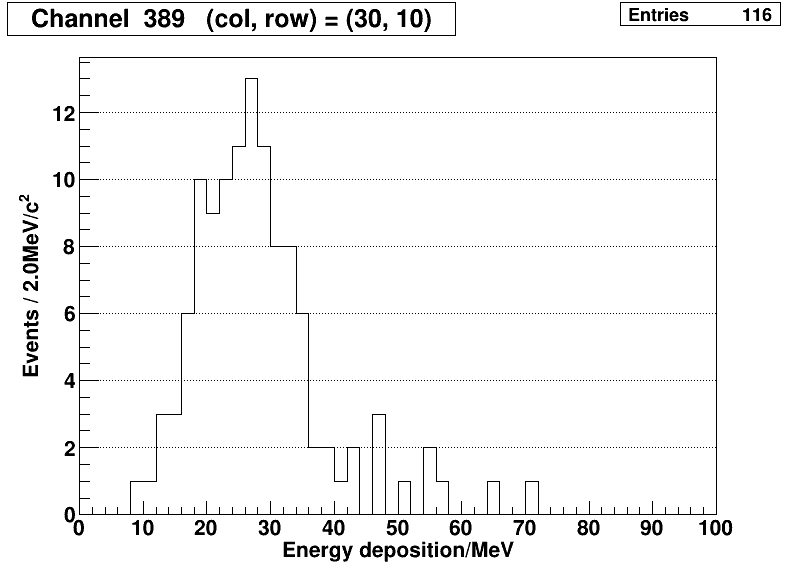 Channel 389 (col, row) = (30, 10)
Entries 116
12
10
8
6
4
2
0
Events / 2.0MeV/c²
0 10 20 30 40 50 60 70 80 90 100
Energy deposition/MeV